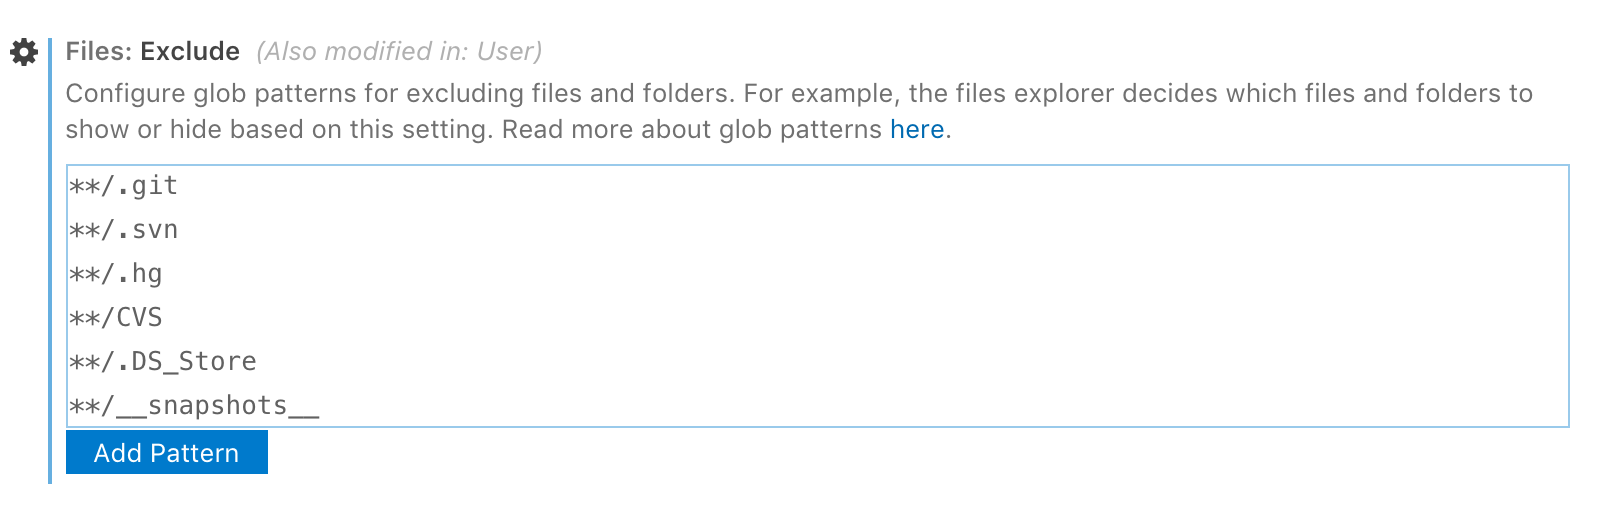 Files: Exclude (Also modified in: User)
Configure glob patterns for excluding files and folders. For example, the files explorer decides which files and folders to
show or hide based on this setting. Read more about glob patterns here.
**/.git
**/.svn
**/.hg
**/CVS
**/.DS_Store
**/__snapshots__
Add Pattern